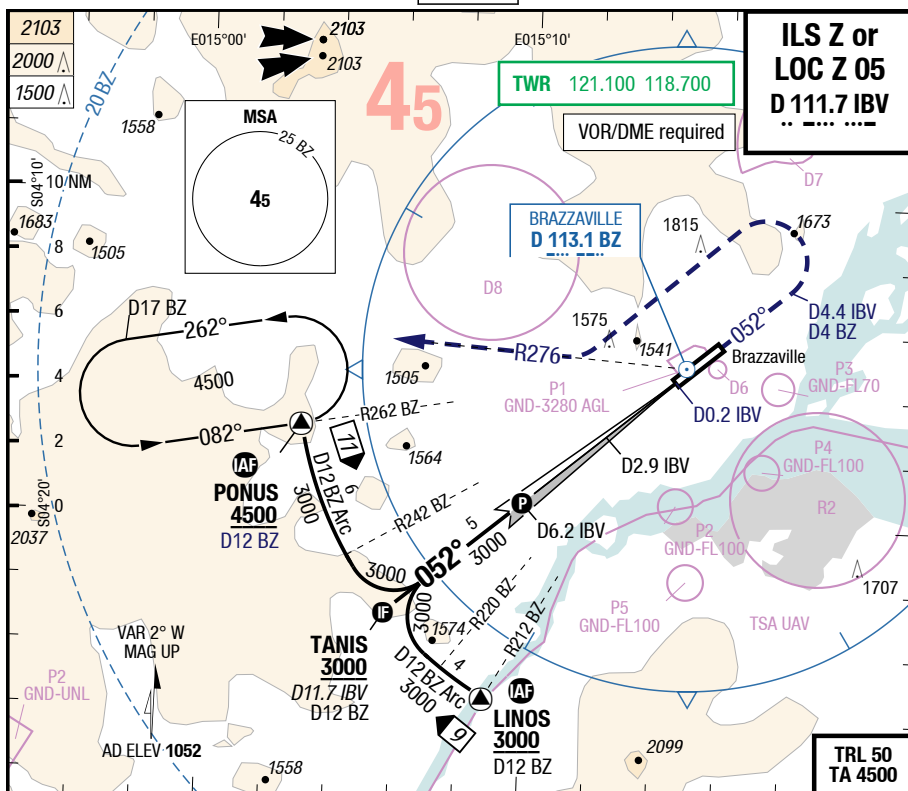 2103
2000
1500
20 BZ
E015°00'
2103
2103
E015°10'
ILS Z or
LOC Z 05
D 111.7 IBV
45
TWR 121.100 118.700
VOR/DME required
1558
MSA
25 BZ
45
S04°10'
10 NM
8
6
4
2
0
S04°20'
1683
1505
D7
BRAZZAVILLE
D 113.1 BZ
1815
1673
D8
D17 BZ
262°
4500
082°
1575
1541
R276
052°
D4.4 IBV
D4 BZ
Brazzaville
1505
P1
GND-3280 AGL
D6
P3
GND-FL70
D0.2 IBV
R262 BZ
11
1564
IAF
PONUS
4500
D12 BZ
D12 BZ Arc
6
3000
R242 BZ
D2.9 IBV
P4
GND-FL100
R2
2037
P
5
3000
D6.2 IBV
052°
P2
GND-FL100
3000
3000
R220 BZ
R212 BZ
1707
IF
TANIS
3000
D11.7 IBV
D12 BZ
1574
P5
GND-FL100
TSA UAV
VAR 2° W
MAG UP
D12 BZ Arc
4
3000
P2
GND-UNL
IAF
LINOS
3000
D12 BZ
9
AD ELEV 1052
2099
1558
TRL 50
TA 4500